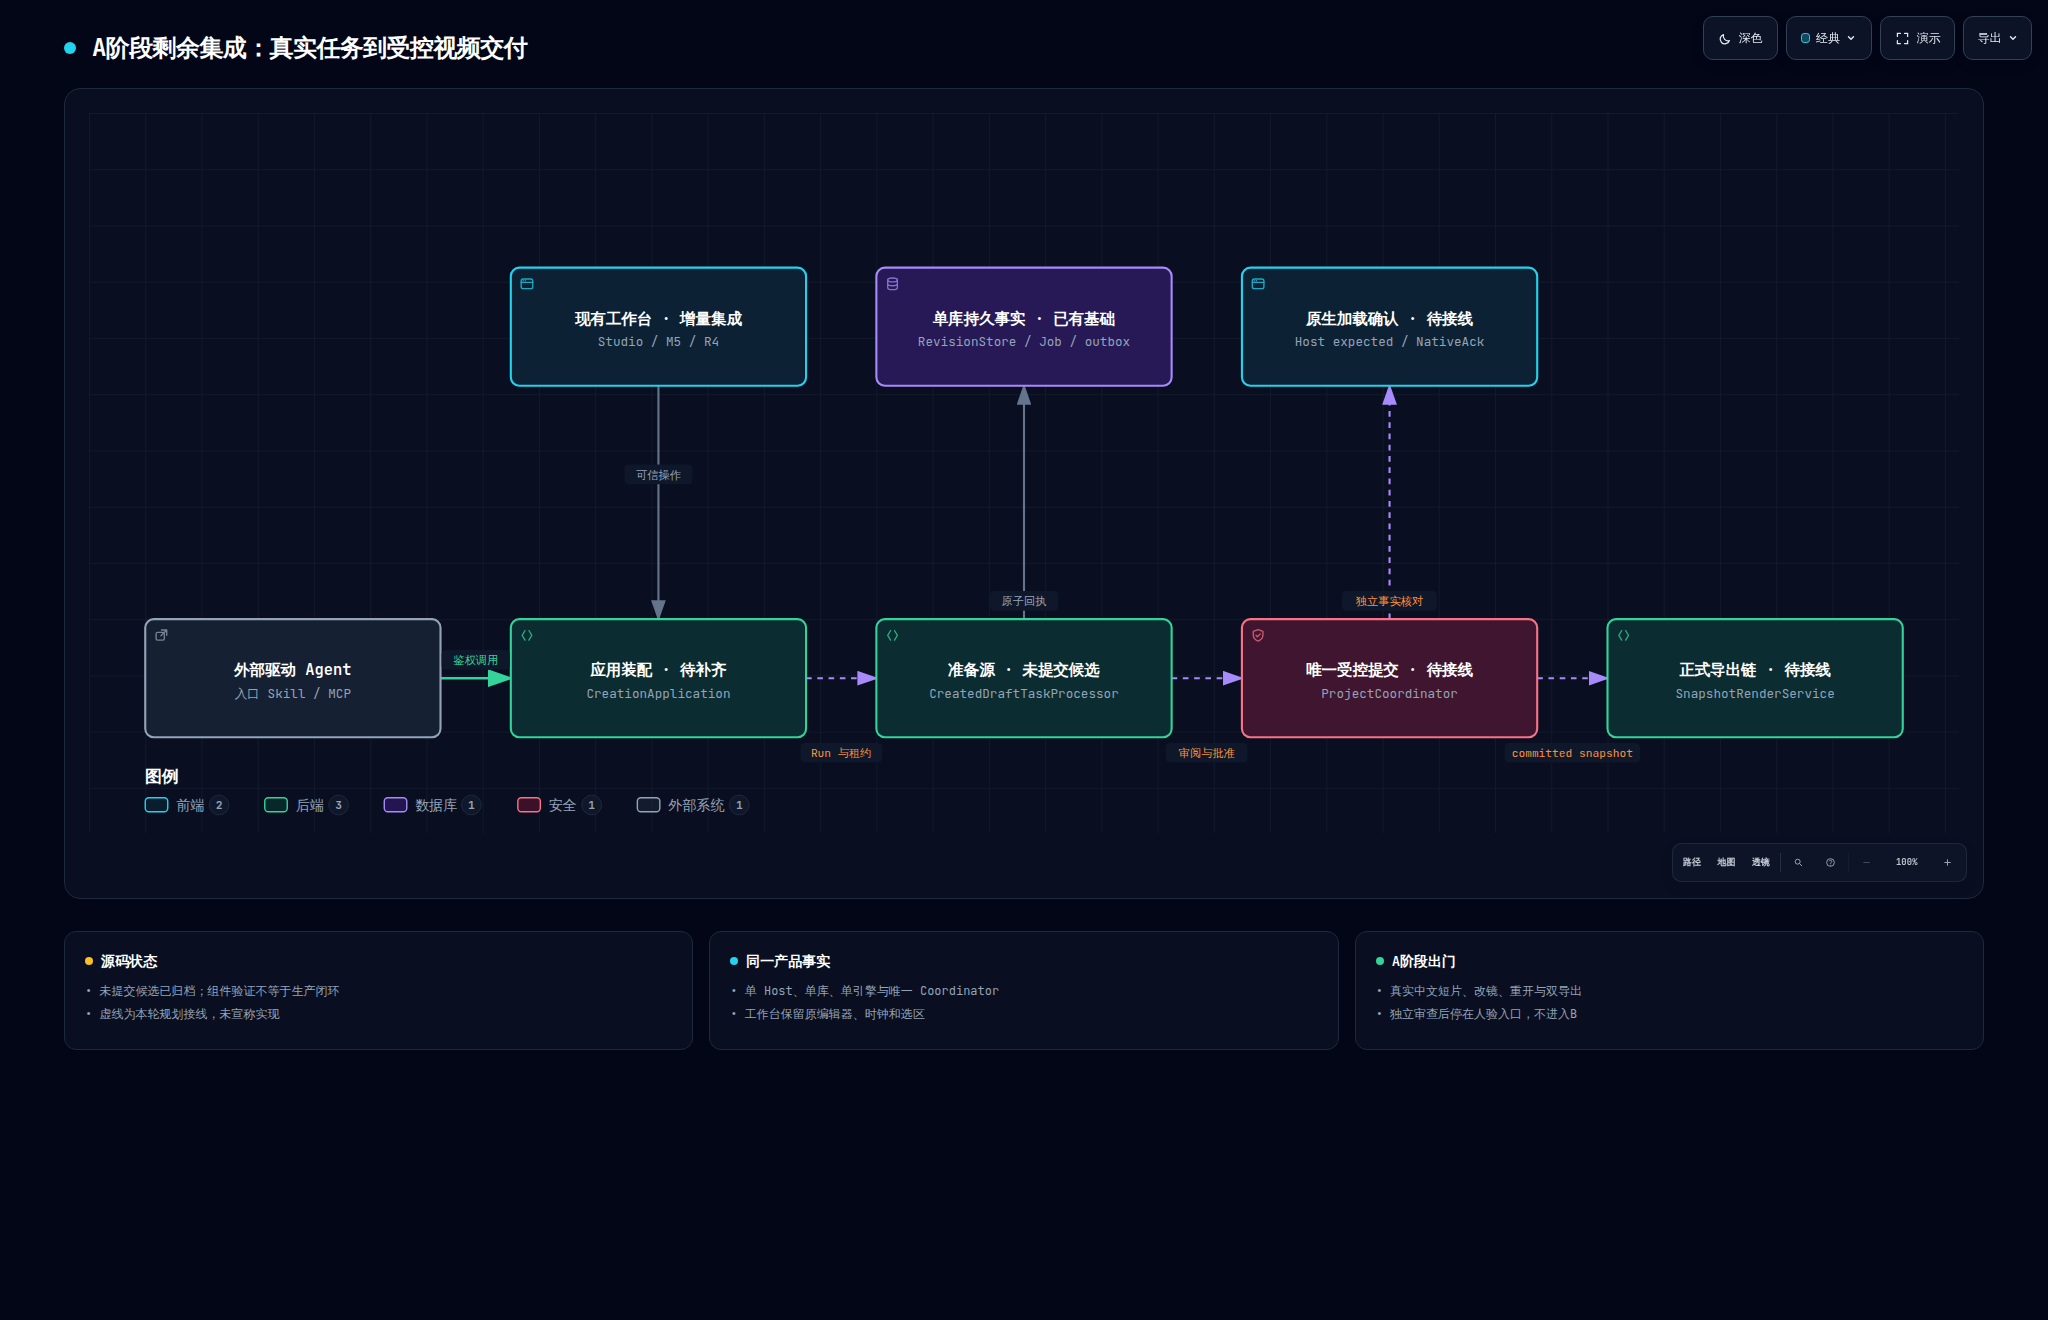 A阶段剩余集成：真实任务到受控视频交付
深色
经典
演示
导出
现有工作台 · 增量集成
Studio / M5 / R4
单库持久事实 · 已有基础
RevisionStore / Job / outbox
原生加载确认 · 待接线
Host expected / NativeAck
可信操作
原子回执
独立事实核对
外部驱动 Agent
入口 Skill / MCP
鉴权调用
应用装配 · 待补齐
CreationApplication
准备源 · 未提交候选
CreatedDraftTaskProcessor
唯一受控提交 · 待接线
ProjectCoordinator
正式导出链 · 待接线
SnapshotRenderService
Run 与租约
审阅与批准
committed snapshot
图例
前端 2
后端 3
数据库 1
安全 1
外部系统 1
路径 地图 透镜 − 100% +
源码状态
• 未提交候选已归档；组件验证不等于生产闭环
• 虚线为本轮规划接线，未宣称实现
同一产品事实
• 单 Host、单库、单引擎与唯一 Coordinator
• 工作台保留原编辑器、时钟和选区
A阶段出门
• 真实中文短片、改镜、重开与双导出
• 独立审查后停在人验入口，不进入B